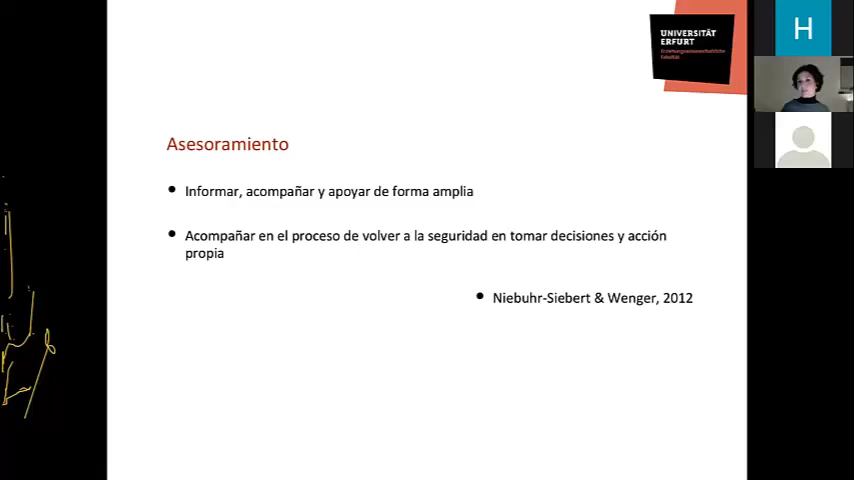 UNIVERSITÄT
ERFURT
Erziehungswissenschaftliche
Fakultät
H
Asesoramiento
• Informar, acompañar y apoyar de forma amplia
• Acompañar en el proceso de volver a la seguridad en tomar decisiones y acción
propia
• Niebuhr-Siebert & Wenger, 2012